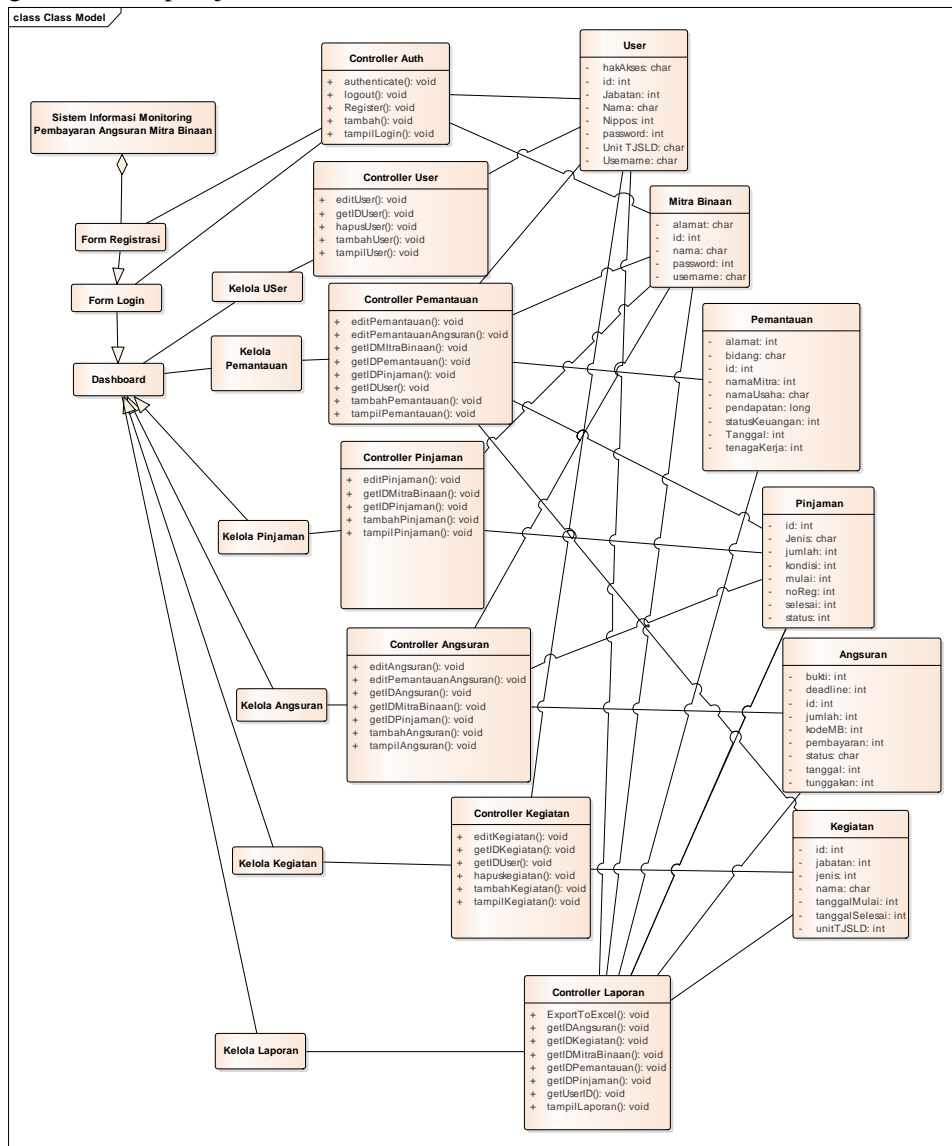 class Class Model
Controller Auth
+ authenticate(): void
+ logout(): void
+ Register(): void
+ tambah(): void
+ tampilLogin(): void
User
- hakAkses: char
- id: int
- Jabatan: int
- Nama: char
- Nippos: int
- password: int
- Unit TJSLD: char
- Username: char
Sistem Informasi Monitoring
Pembayaran Angsuran Mitra Binaan
Controller User
+ editUser(): void
+ getIDUser(): void
+ hapusUser(): void
+ tambahUser(): void
+ tampilUser(): void
Mitra Binaan
- alamat: char
- id: int
- nama: char
- password: int
- username: char
Form Registrasi
Form Login
Kelola USer
Controller Pemantauan
+ editPemantauan(): void
+ editPemantauanAngsuran(): void
+ getIDMItraBinaan(): void
+ getIDPemantauan(): void
+ getIDPinjaman(): void
+ getIDUser(): void
+ tambahPemantauan(): void
+ tampilPemantauan(): void
Pemantauan
- alamat: int
- bidang: char
- id: int
- namaMitra: int
- namaUsaha: char
- pendapatan: long
- statusKeuangan: int
- Tanggal: int
- tenagaKerja: int
Kelola
Pemantauan
Dashboard
Controller Pinjaman
+ editPinjaman(): void
+ getIDMitraBinaan(): void
+ getIDPinjaman(): void
+ tambahPinjaman(): void
+ tampilPinjaman(): void
Pinjaman
- id: int
- Jenis: char
- jumlah: int
- kondisi: int
- mulai: int
- noReg: int
- selesai: int
- status: int
Kelola Pinjaman
Controller Angsuran
+ editAngsuran(): void
+ editPemantauanAngsuran(): void
+ getIDAngsuran(): void
+ getIDMitraBinaan(): void
+ getIDPinjaman(): void
+ tambahAngsuran(): void
+ tampilAngsuran(): void
Angsuran
- bukti: int
- deadline: int
- id: int
- jumlah: int
- kodeMB: int
- pembayaran: int
- status: char
- tanggal: int
- tunggakan: int
Kelola Angsuran
Controller Kegiatan
+ editKegiatan(): void
+ getIDKegiatan(): void
+ getIDUser(): void
+ hapuskegiatan(): void
+ tambahKegiatan(): void
+ tampilKegiatan(): void
Kegiatan
- id: int
- jabatan: int
- jenis: int
- nama: char
- tanggalMulai: int
- tanggalSelesai: int
- unitTJSLD: int
Kelola Kegiatan
Controller Laporan
+ ExportToExcel(): void
+ getIDAngsuran(): void
+ getIDKegiatan(): void
+ getIDMitraBinaan(): void
+ getIDPemantauan(): void
+ getIDPinjaman(): void
+ getUserID(): void
+ tampilLaporan(): void
Kelola Laporan